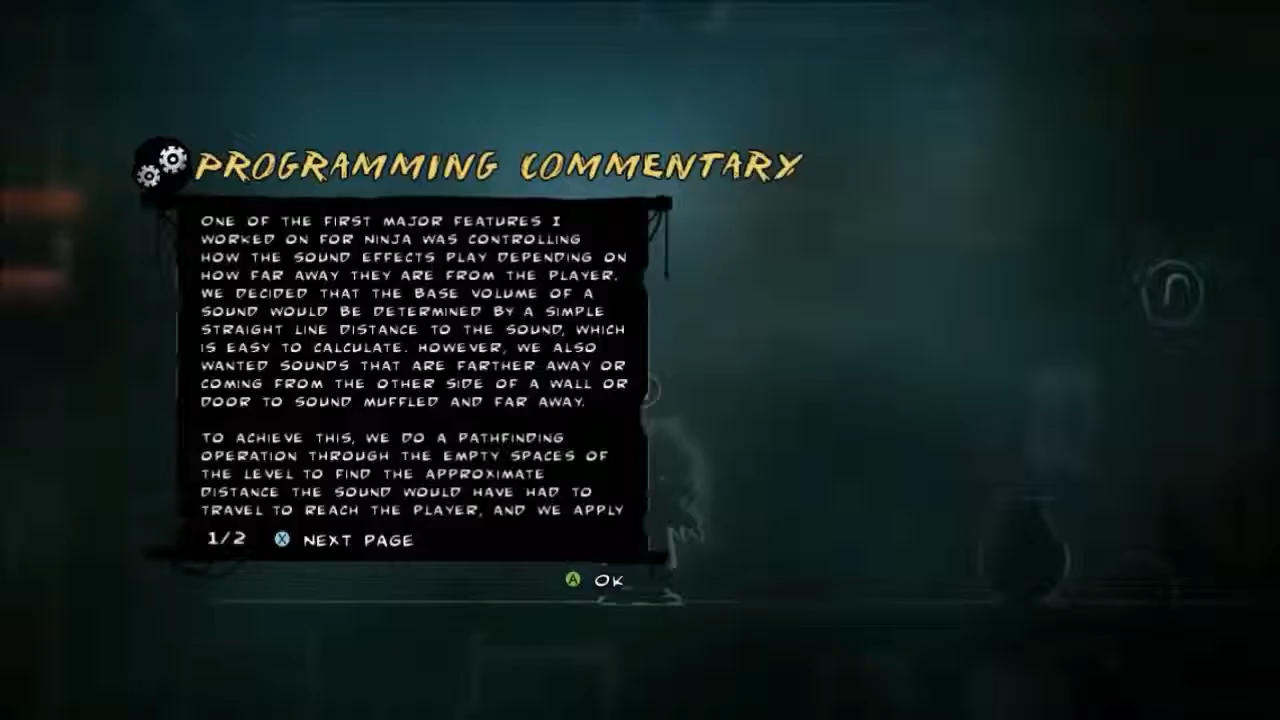 PROGRAMMING COMMENTARY
ONE OF THE FIRST MAJOR FEATURES I
WORKED ON FOR NINJA WAS CONTROLLING
HOW THE SOUND EFFECTS PLAY DEPENDING ON
HOW FAR AWAY THEY ARE FROM THE PLAYER.
WE DECIDED THAT THE BASE VOLUME OF A
SOUND WOULD BE DETERMINED BY A SIMPLE
STRAIGHT LINE DISTANCE TO THE SOUND, WHICH
IS EASY TO CALCULATE. HOWEVER, WE ALSO
WANTED SOUNDS THAT ARE FARTHER AWAY OR
COMING FROM THE OTHER SIDE OF A WALL OR
DOOR TO SOUND MUFFLED AND FAR AWAY.
TO ACHIEVE THIS, WE DO A PATHFINDING
OPERATION THROUGH THE EMPTY SPACES OF
THE LEVEL TO FIND THE APPROXIMATE
DISTANCE THE SOUND WOULD HAVE HAD TO
TRAVEL TO REACH THE PLAYER, AND WE APPLY
1/2 X NEXT PAGE
A OK